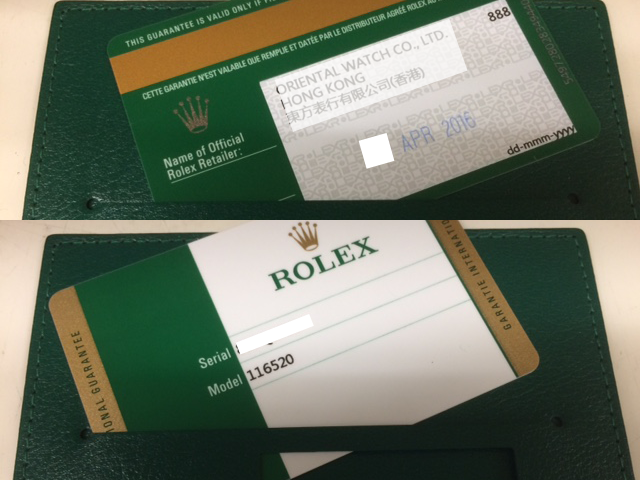 THIS GUARANTEE IS VALID ONLY IF
CETTE GARANTIE N'EST VALABLE QUE REMPLIE ET DATÉE PAR LE DISTRIBUTEUR AGRÉÉ ROLEX AU
888
ORIENTAL WATCH CO., LTD.
HONG KONG
東方表行有限公司(香港)
Name of Official
Rolex Retailer:
APR 2016
dd-mmm-yyyy
ROLEX
Serial
Model 116520
ONAL GUARANTEE
GARANTIE INTERNATIO